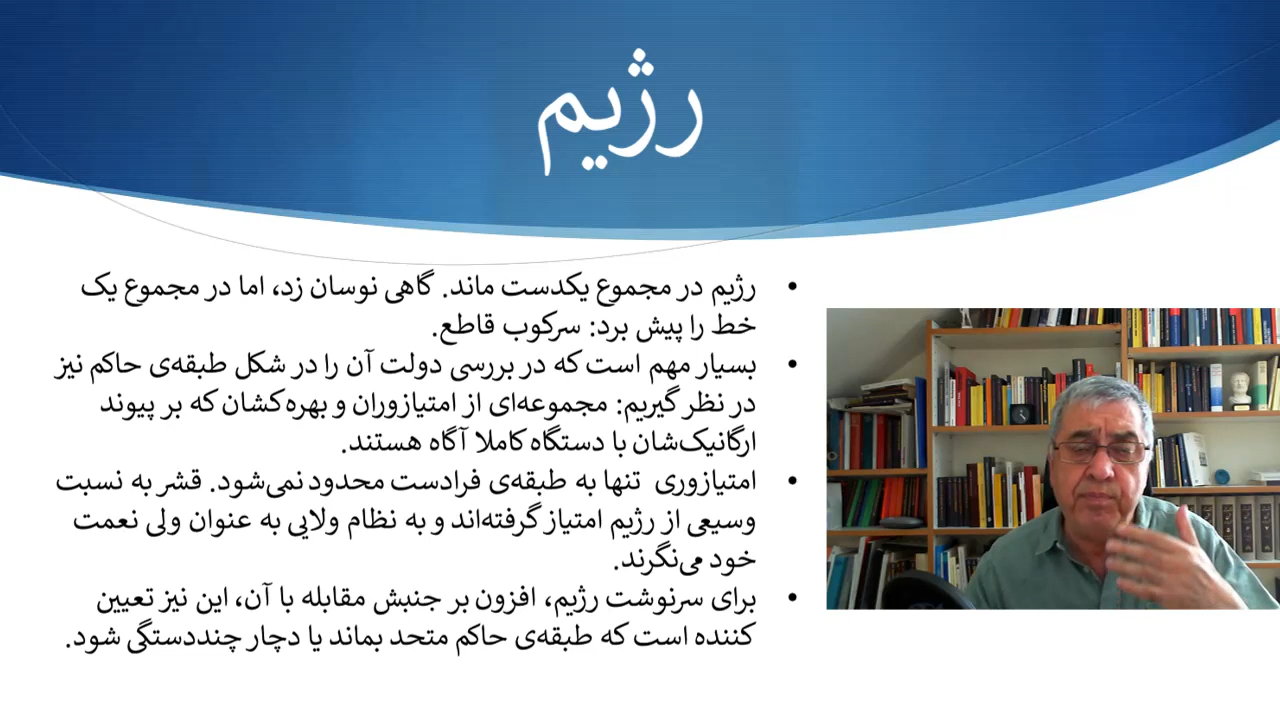 رژیم
• رژیم در مجموع یکدست ماند. گاهی نوسان زد، اما در مجموع یک
خط را پیش برد: سرکوب قاطع.
• بسیار مهم است که در بررسی دولت آن را در شکل طبقه‌ی حاکم نیز
در نظر گیریم: مجموعه‌ای از امتیازوران و بهره‌کشان که بر پیوند
ارگانیک‌شان با دستگاه کاملا آگاه هستند.
• امتیازوری تنها به طبقه‌ی فرادست محدود نمی‌شود. قشر به نسبت
وسیعی از رژیم امتیاز گرفته‌اند و به نظام ولایی به عنوان ولی نعمت
خود می‌نگرند.
• برای سرنوشت رژیم، افزون بر جنبش مقابله با آن، این نیز تعیین
کننده است که طبقه‌ی حاکم متحد بماند یا دچار چنددستگی شود.